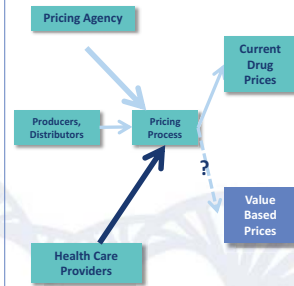 Pricing Agency
Current
Drug
Prices
Producers,
Distributors
Pricing
Process
?
Value
Based
Prices
Health Care
Providers